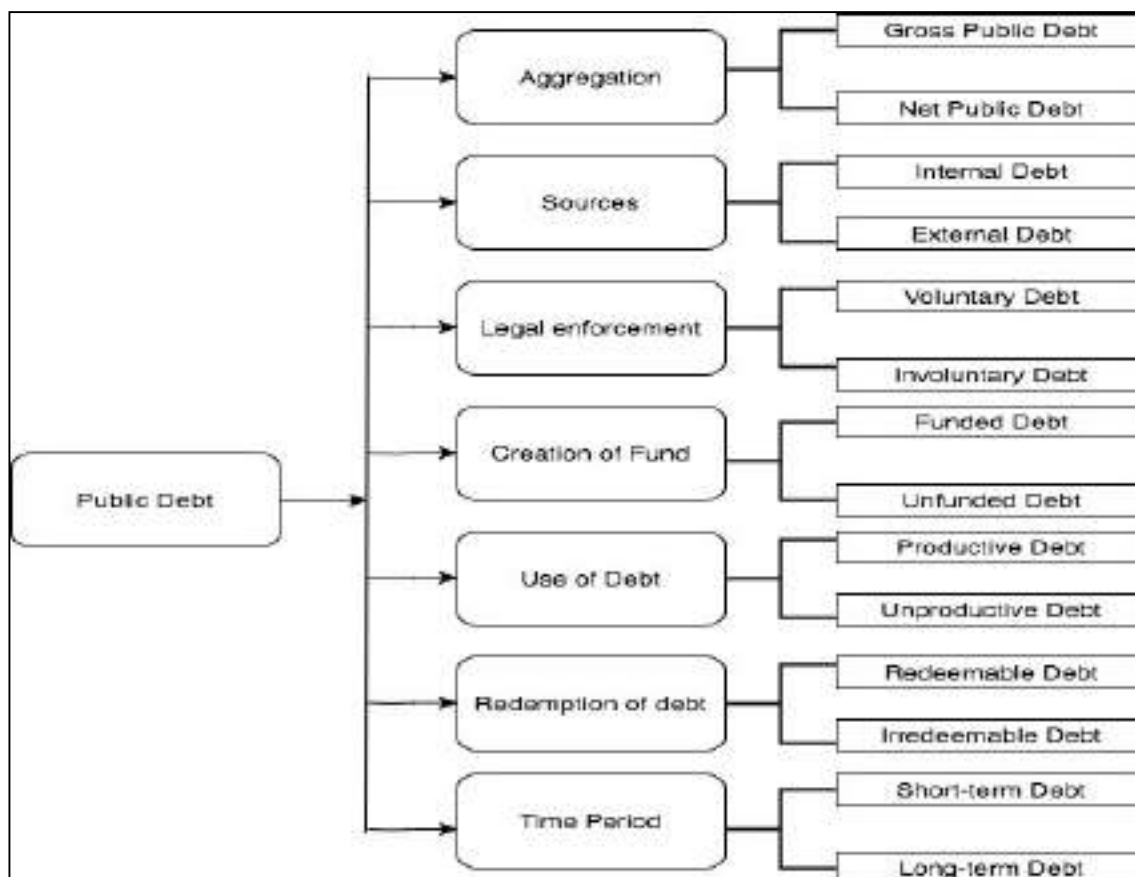 Gross Public Debt
Aggregation
Net Public Debt
Internal Debt
Sources
External Debt
Voluntary Debt
Legal enforcement
Involuntary Debt
Funded Debt
Creation of Fund
Public Debt
Unfunded Debt
Productive Debt
Use of Debt
Unproductive Debt
Redeemable Debt
Redemption of debt
Irredeemable Debt
Short-term Debt
Time Period
Long-term Debt